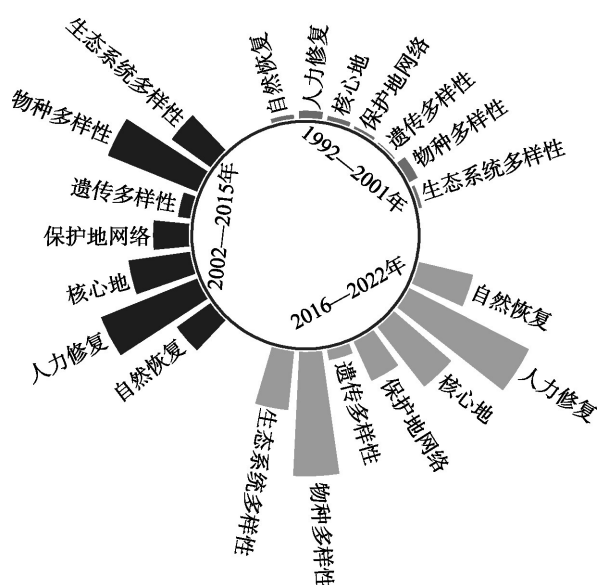 自然恢复
人力修复
核心地
保护地网络
遗传多样性
物种多样性
生态系统多样性
1992—2001年
自然恢复
人力修复
核心地
保护地网络
遗传多样性
物种多样性
生态系统多样性
2016—2022年
自然恢复
人力修复
核心地
保护地网络
遗传多样性
物种多样性
生态系统多样性
2002—2015年